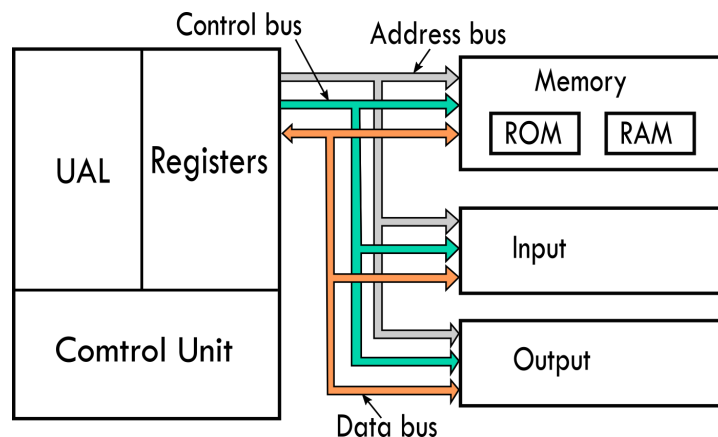 Control bus
Address bus
UAL
Registers
Comtrol Unit
Memory
ROM
RAM
Input
Output
Data bus